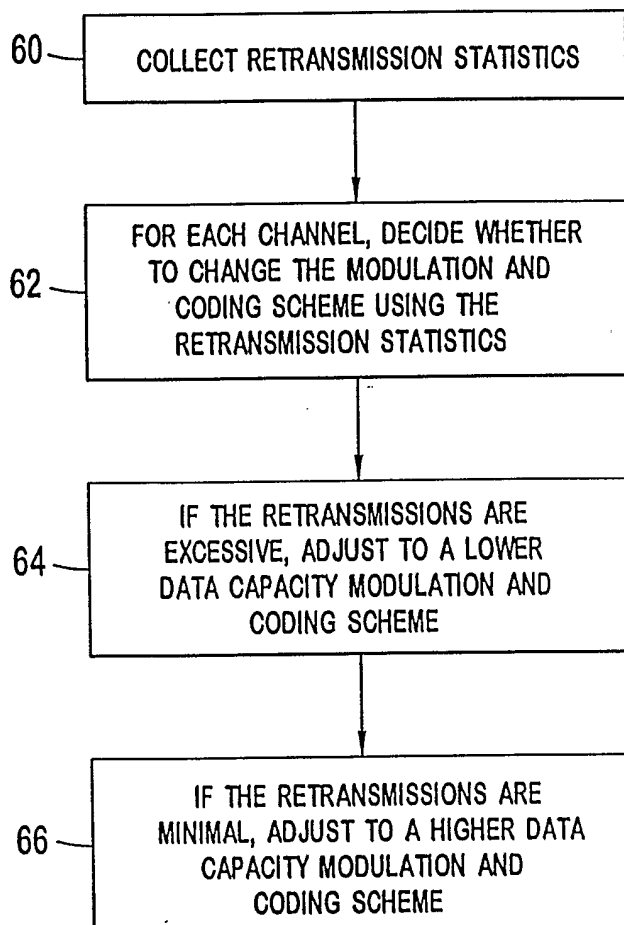 60
COLLECT RETRANSMISSION STATISTICS
62
FOR EACH CHANNEL, DECIDE WHETHER
TO CHANGE THE MODULATION AND
CODING SCHEME USING THE
RETRANSMISSION STATISTICS
64
IF THE RETRANSMISSIONS ARE
EXCESSIVE, ADJUST TO A LOWER
DATA CAPACITY MODULATION AND
CODING SCHEME
66
IF THE RETRANSMISSIONS ARE
MINIMAL, ADJUST TO A HIGHER DATA
CAPACITY MODULATION AND
CODING SCHEME